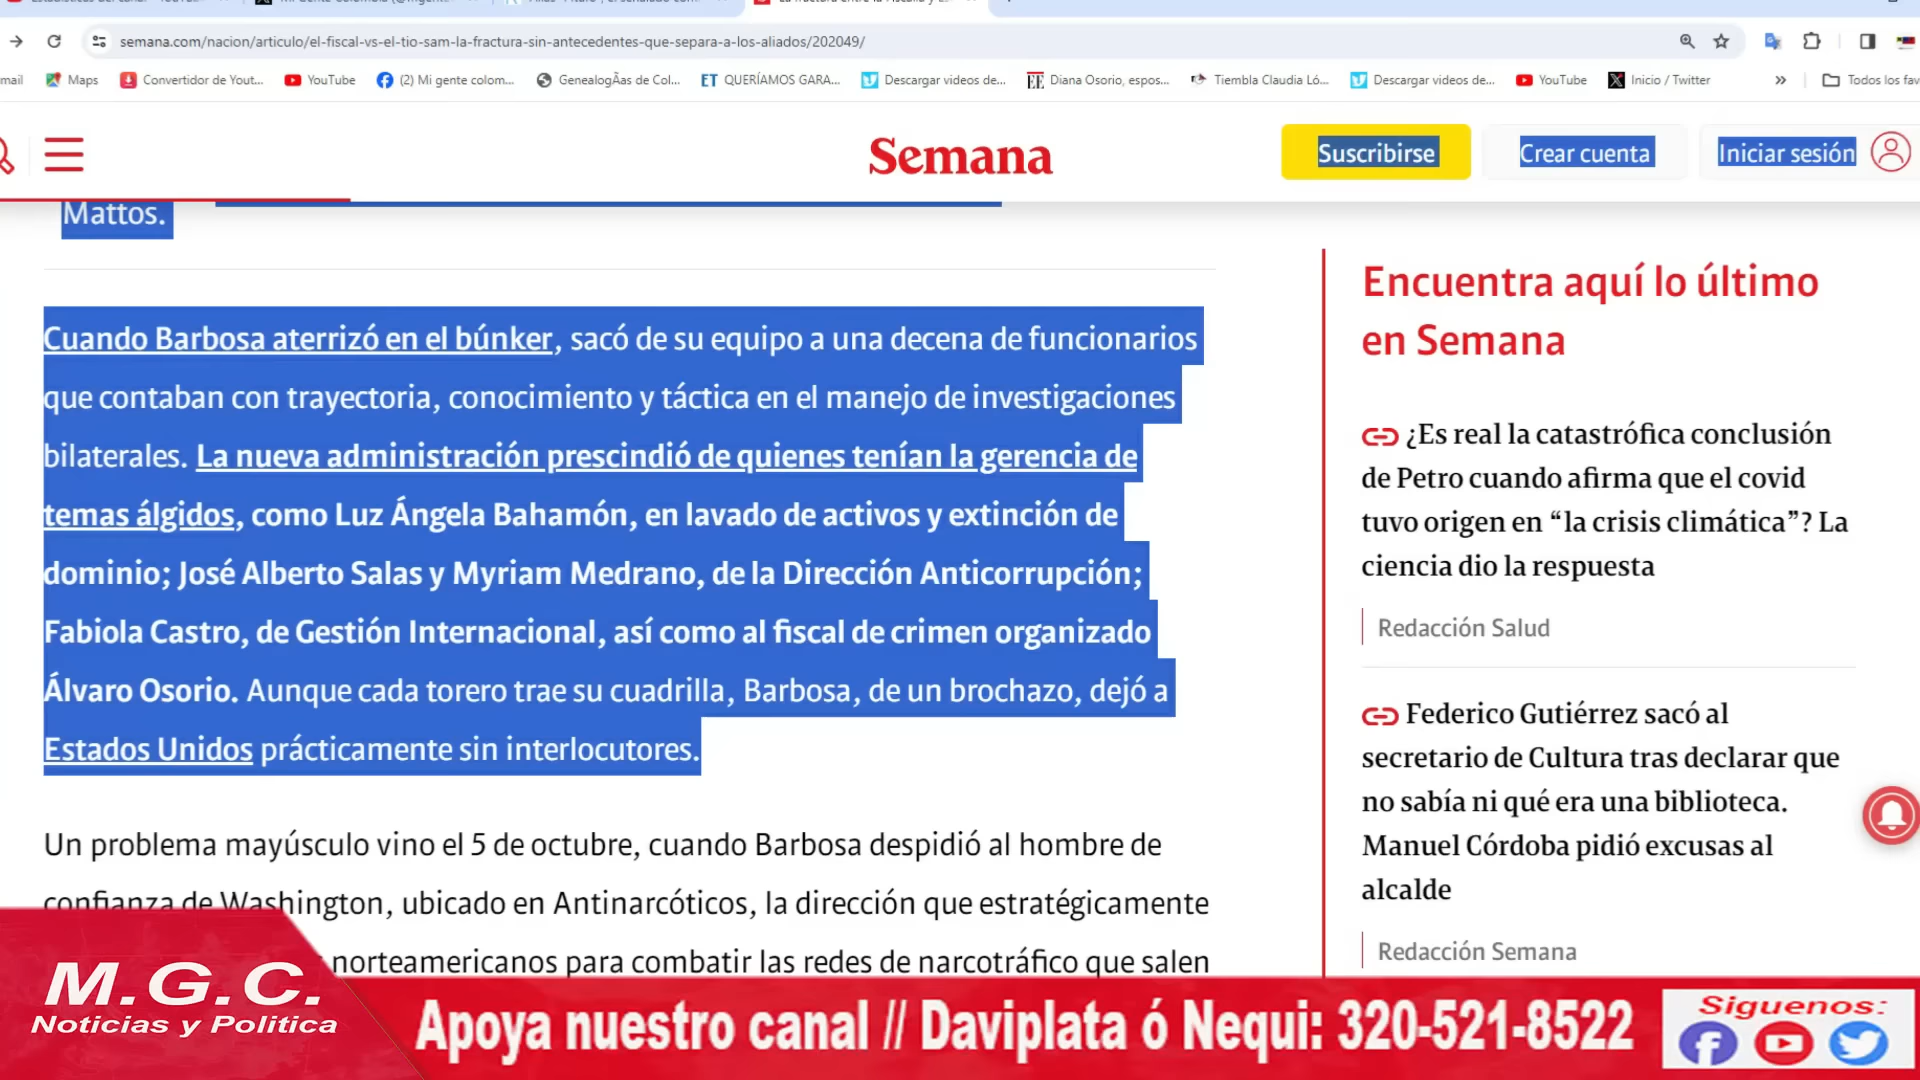 semana.com/nacion/articulo/el-fiscal-vs-el-tio-sam-la-fractura-sin-antecedentes-que-separa-a-los-aliados/202049/
mail
Maps
Convertidor de Yout...
YouTube
(2) Mi gente colom...
GenealogÃas de Col...
ET QUERÍAMOS GARA...
Descargar videos de...
EE Diana Osorio, espos...
Tiembla Claudia Ló...
Descargar videos de...
YouTube
Inicio / Twitter
»
Todos los fav
Semana
Suscribirse
Crear cuenta
Iniciar sesión
Mattos.
Cuando Barbosa aterrizó en el búnker, sacó de su equipo a una decena de funcionarios
que contaban con trayectoria, conocimiento y táctica en el manejo de investigaciones
bilaterales. La nueva administración prescindió de quienes tenían la gerencia de
temas álgidos, como Luz Ángela Bahamón, en lavado de activos y extinción de
dominio; José Alberto Salas y Myriam Medrano, de la Dirección Anticorrupción;
Fabiola Castro, de Gestión Internacional, así como al fiscal de crimen organizado
Álvaro Osorio. Aunque cada torero trae su cuadrilla, Barbosa, de un brochazo, dejó a
Estados Unidos prácticamente sin interlocutores.
Un problema mayúsculo vino el 5 de octubre, cuando Barbosa despidió al hombre de
confianza de Washington, ubicado en Antinarcóticos, la dirección que estratégicamente
norteamericanos para combatir las redes de narcotráfico que salen
Encuentra aquí lo último
en Semana
¿Es real la catastrófica conclusión
de Petro cuando afirma que el covid
tuvo origen en “la crisis climática”? La
ciencia dio la respuesta
Redacción Salud
Federico Gutiérrez sacó al
secretario de Cultura tras declarar que
no sabía ni qué era una biblioteca.
Manuel Córdoba pidió excusas al
alcalde
Redacción Semana
M.G.C.
Noticias y Politica
Apoya nuestro canal // Daviplata ó Nequi: 320-521-8522
Siguenos: